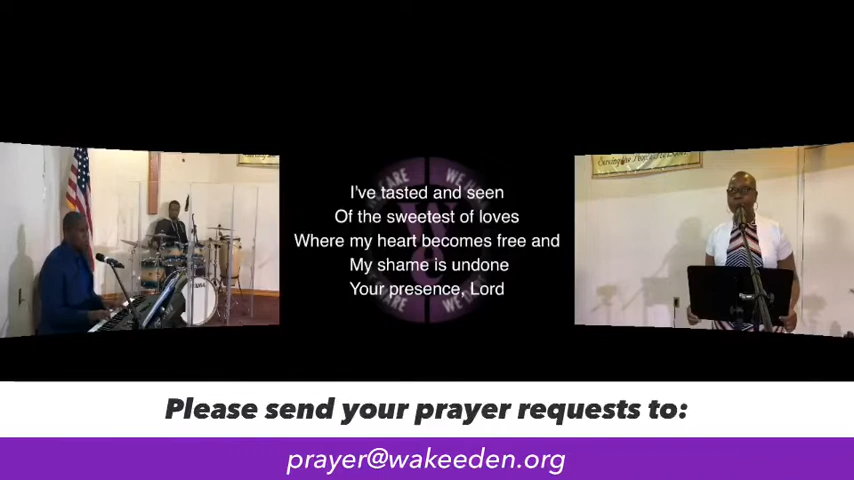 I've tasted and seen
Of the sweetest of loves
Where my heart becomes free and
My shame is undone
Your presence, Lord
Please send your prayer requests to:
prayer@wakeeden.org